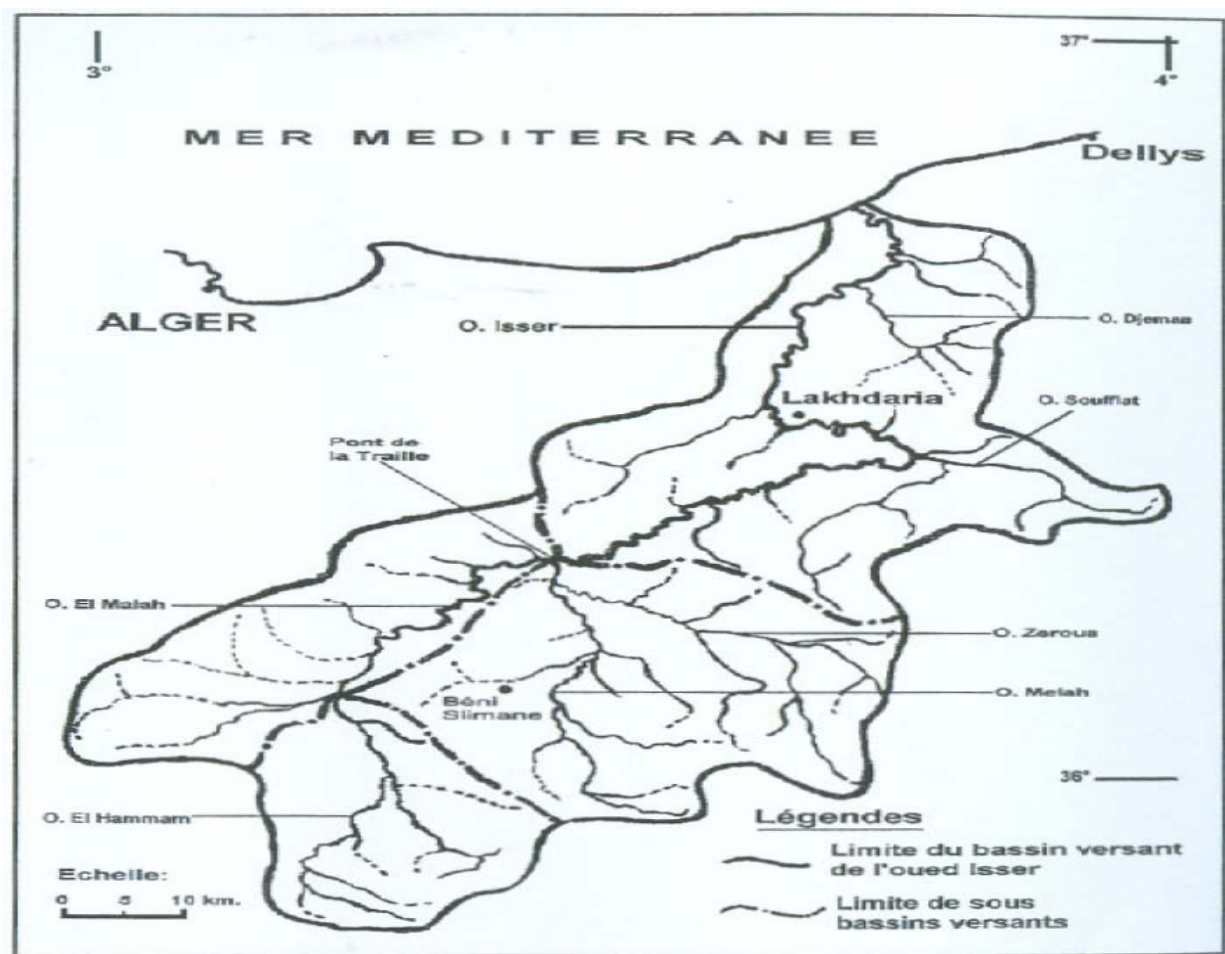 3°
37°
4°
MER MEDITERRANEE
Dellys
ALGER
O. Isser
O. Djemaa
Lakhdaria
O. Soufflat
Pont de
la Traille
O. El Malah
O. Zeroua
Béni
Slimane
O. Melah
36°
O. El Hammam
Légendes
Limite du bassin versant
de l'oued Isser
Echelle:
0 5 10 km.
Limite de sous
bassins versants